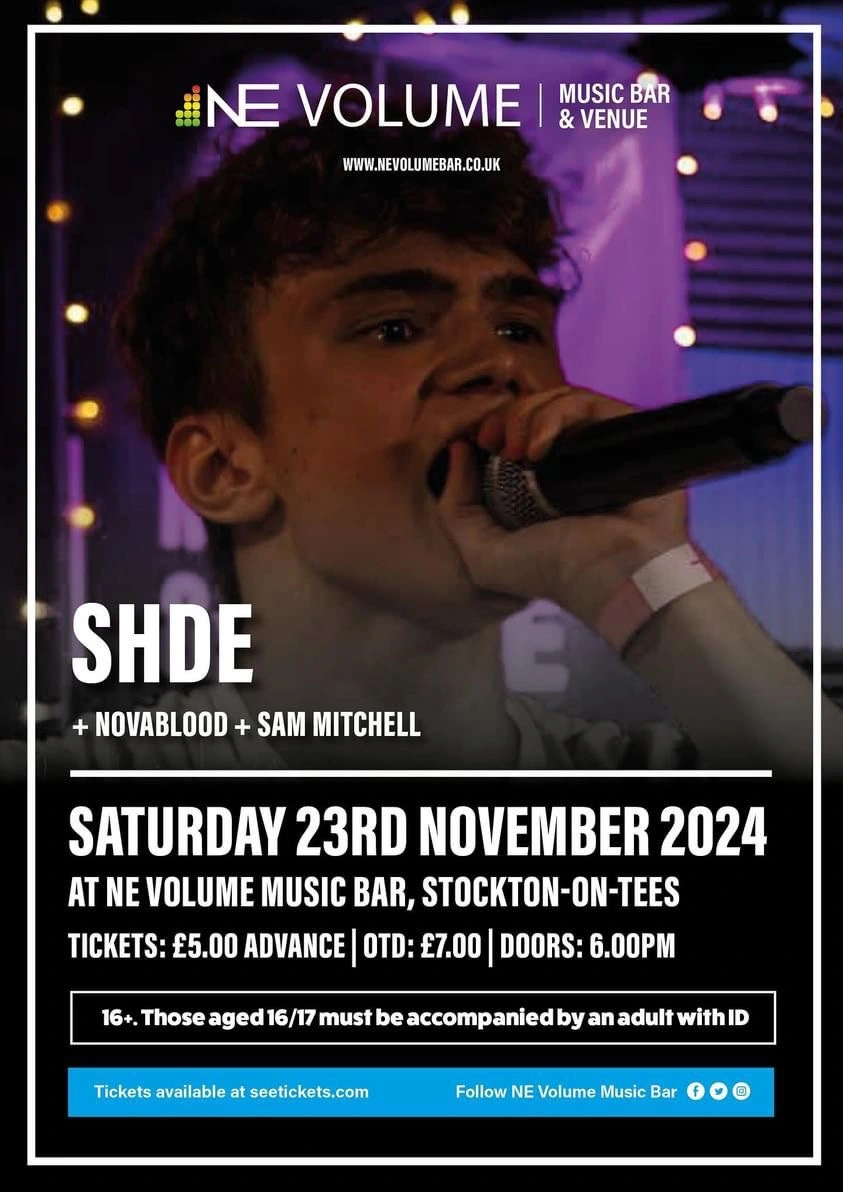 NE VOLUME
MUSIC BAR
& VENUE
WWW.NEVOLUMEBAR.CO.UK
SHDE
+ NOVABLOOD + SAM MITCHELL
SATURDAY 23RD NOVEMBER 2024
AT NE VOLUME MUSIC BAR, STOCKTON-ON-TEES
TICKETS: £5.00 ADVANCE | OTD: £7.00 | DOORS: 6.00PM
16+. Those aged 16/17 must be accompanied by an adult with ID
Tickets available at seetickets.com
Follow NE Volume Music Bar